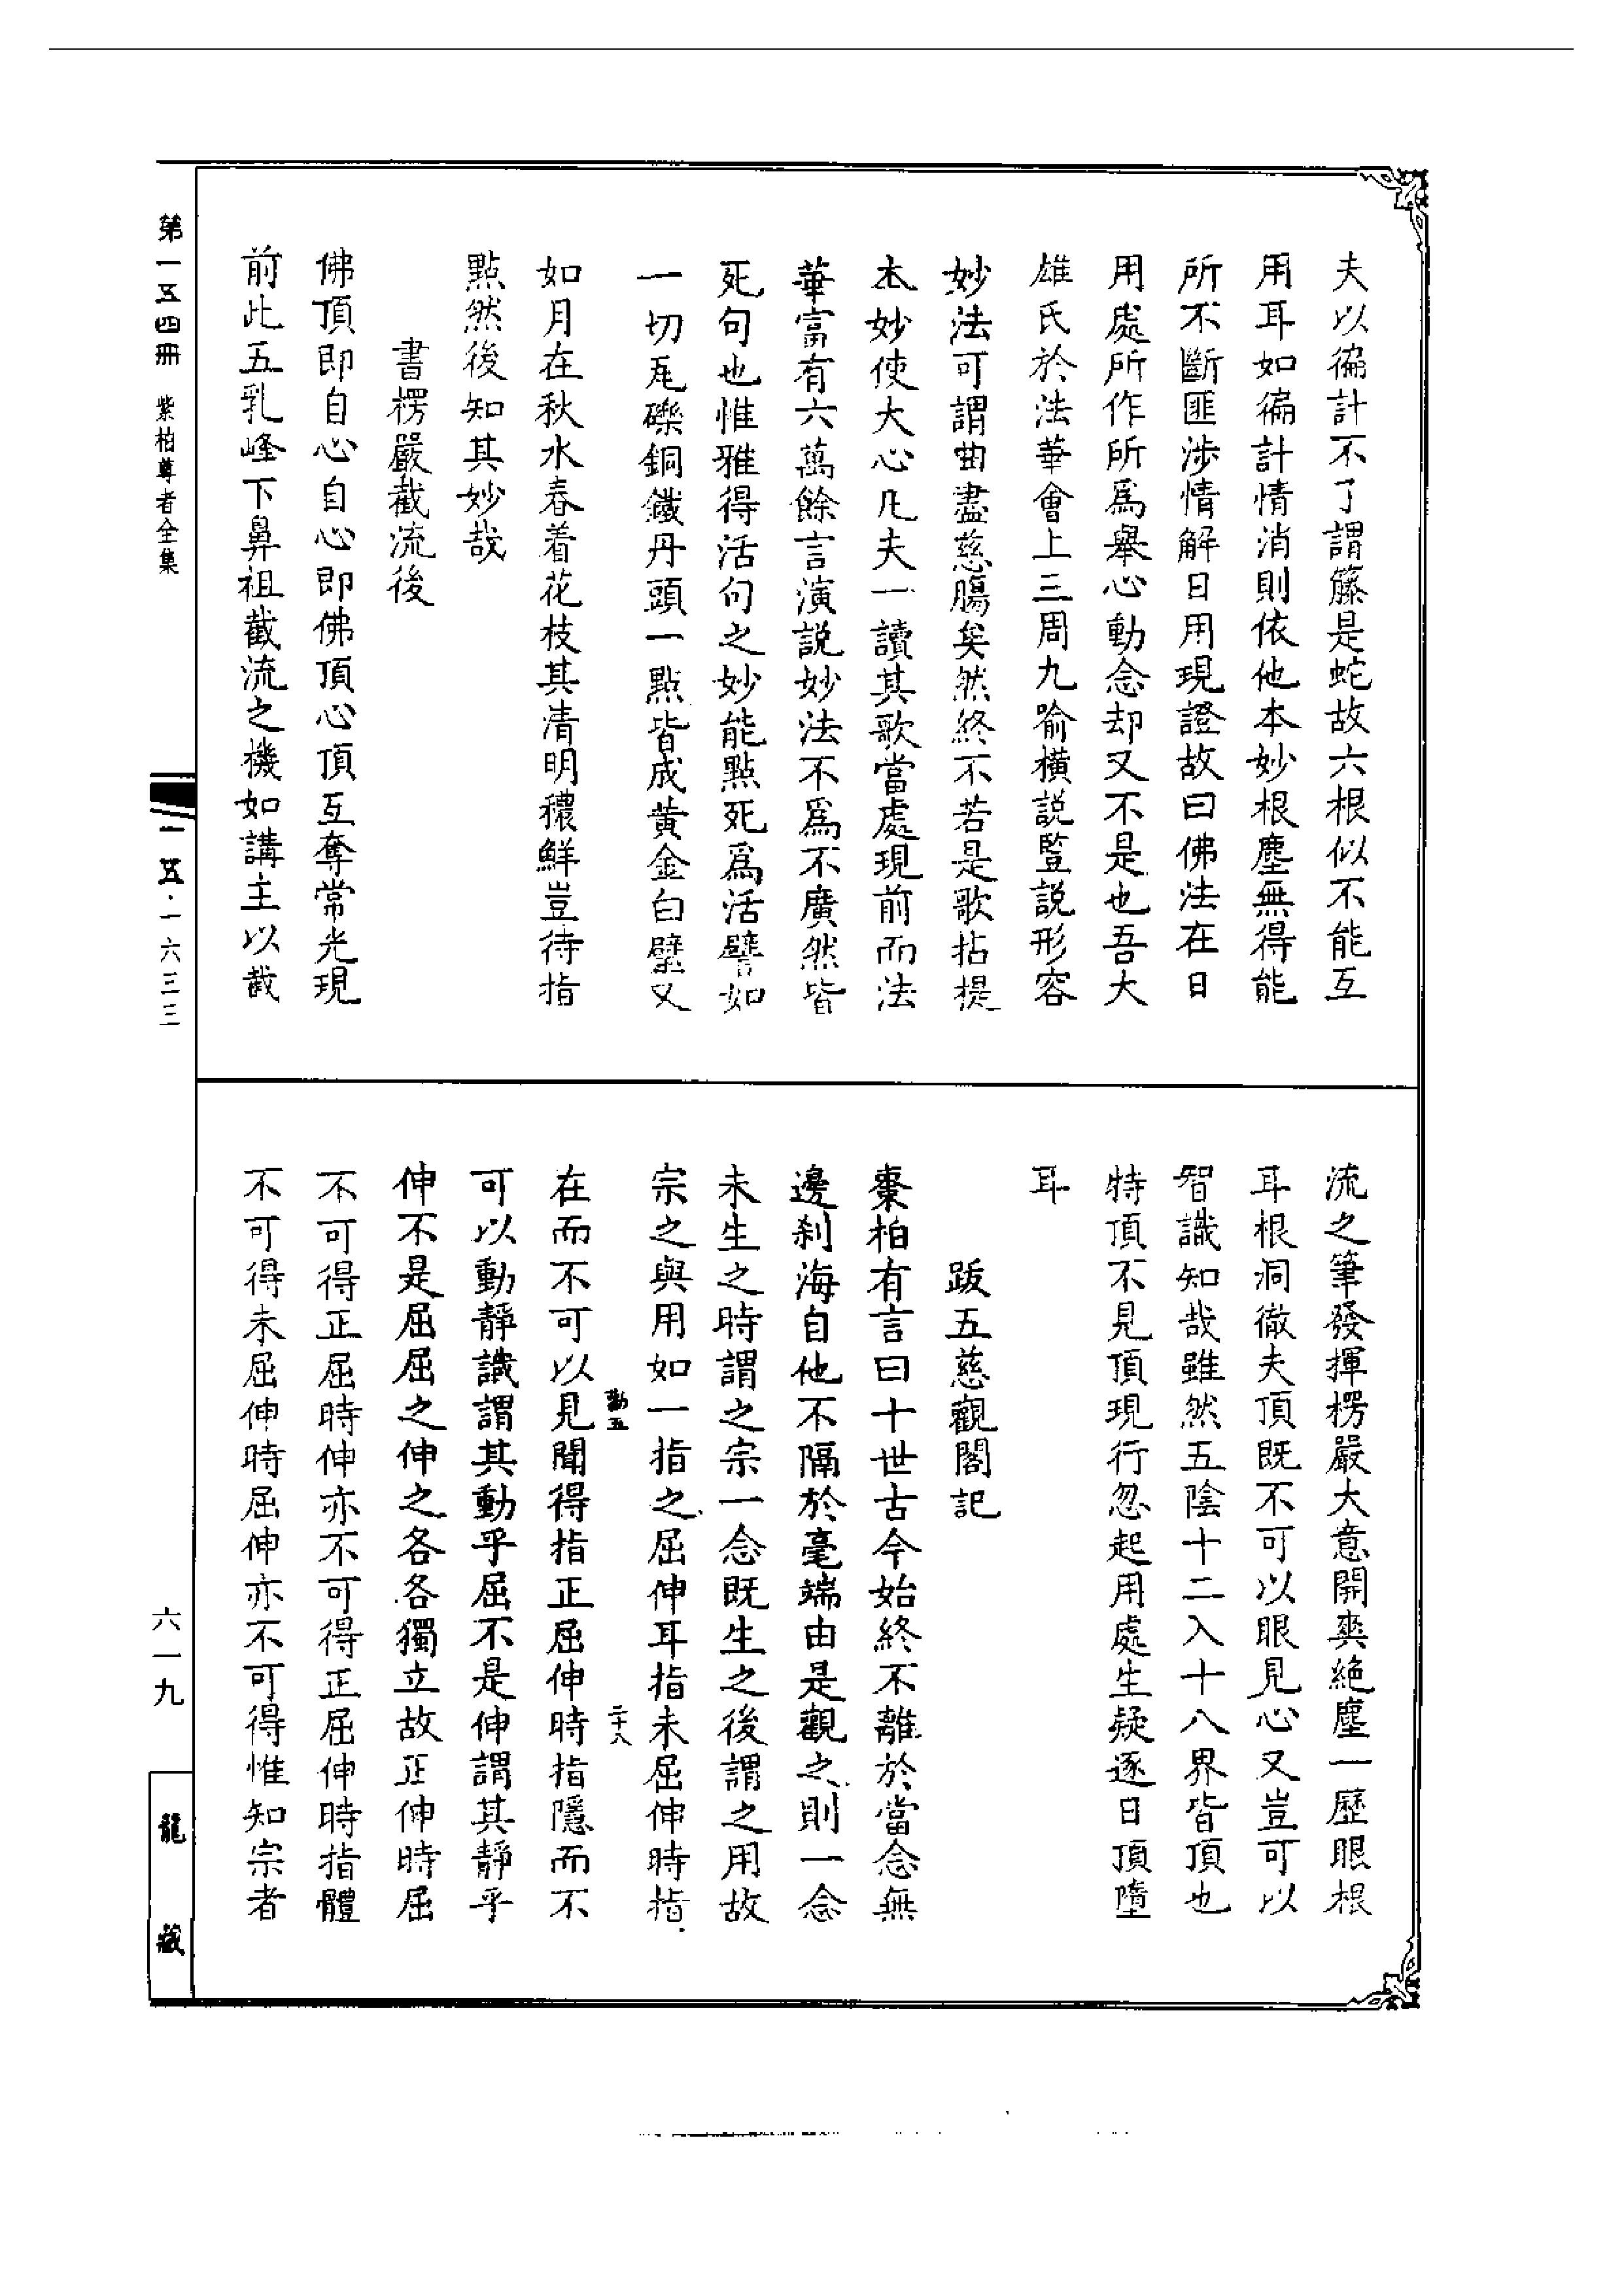 夫以徧計不了謂籐是蛇故六根似不能互
用耳如徧計情消則依他本妙根塵無得能
所不斷匪涉情解日用現證故曰佛法在日
用處所作所爲舉心動念却又不是也吾大
雄氏於法華會上三周九喻橫説豎説形容
妙法可謂曲盡慈腸矣然終不若是歌拈提
本妙使大心凡夫一讀其歌當處現前而法
華富有六萬餘言演説妙法不爲不廣然皆
死句也惟雅得活句之妙能點死爲活譬如
一切瓦礫銅鐵丹頭一點皆成黃金白璧又
如月在秋水春着花枝其清明穠鮮豈待指
點然後知其妙哉
書楞嚴截流後
佛頂即自心自心即佛頂心頂互奪常光現
前此五乳峰下鼻祖截流之機如講主以截
流之筆發揮楞嚴大意開爽絶塵一歷眼根
耳根洞徹夫頂既不可以眼見心又豈可以
智識知哉雖然五陰十二入十八界皆頂也
特頂不見頂現行忽起用處生疑逐日頂墮
耳
跋五慈觀閣記
棗柏有言曰十世古今始終不離於當念無
邊刹海自他不隔於毫端由是觀之則一念
未生之時謂之宗一念既生之後謂之用故
宗之與用如一指之屈伸耳指未屈伸時指
勸五
二十八
在而不可以見聞得指正屈伸時指隱而不
可以動靜識謂其動乎屈不是伸謂其靜乎
伸不是屈屈之伸之各各獨立故正伸時屈
不可得正屈時伸亦不可得正屈伸時指體
不可得未屈伸時屈伸亦不可得惟知宗者
第一五四冊 紫柏尊者全集
一五·一六三三
六一九
龍藏